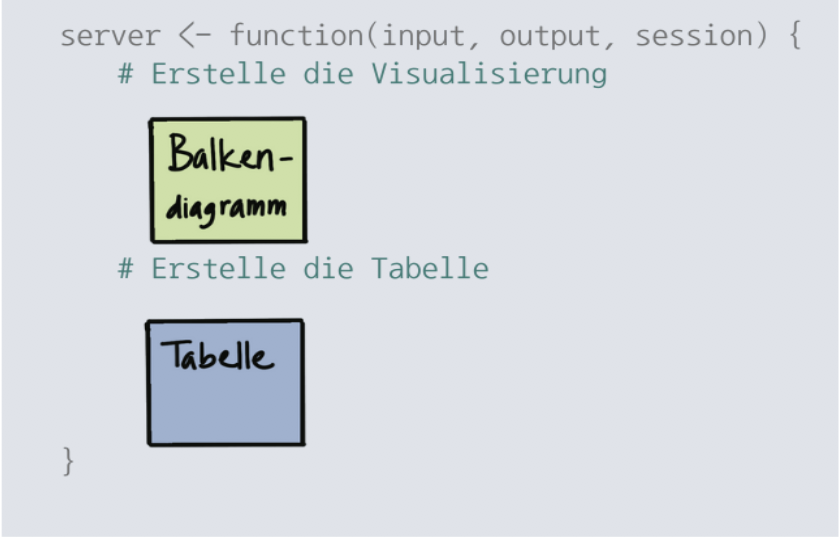 server <- function(input, output, session) {
# Erstelle die Visualisierung
Balken-
diagramm
# Erstelle die Tabelle
Tabelle
}